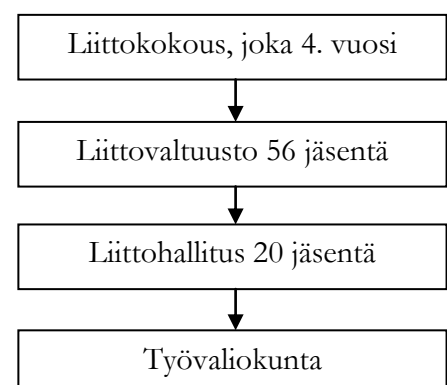 Liittokokous, joka 4. vuosi
Liittovaltuusto 56 jäsentä
Liittohallitus 20 jäsentä
Työvaliokunta